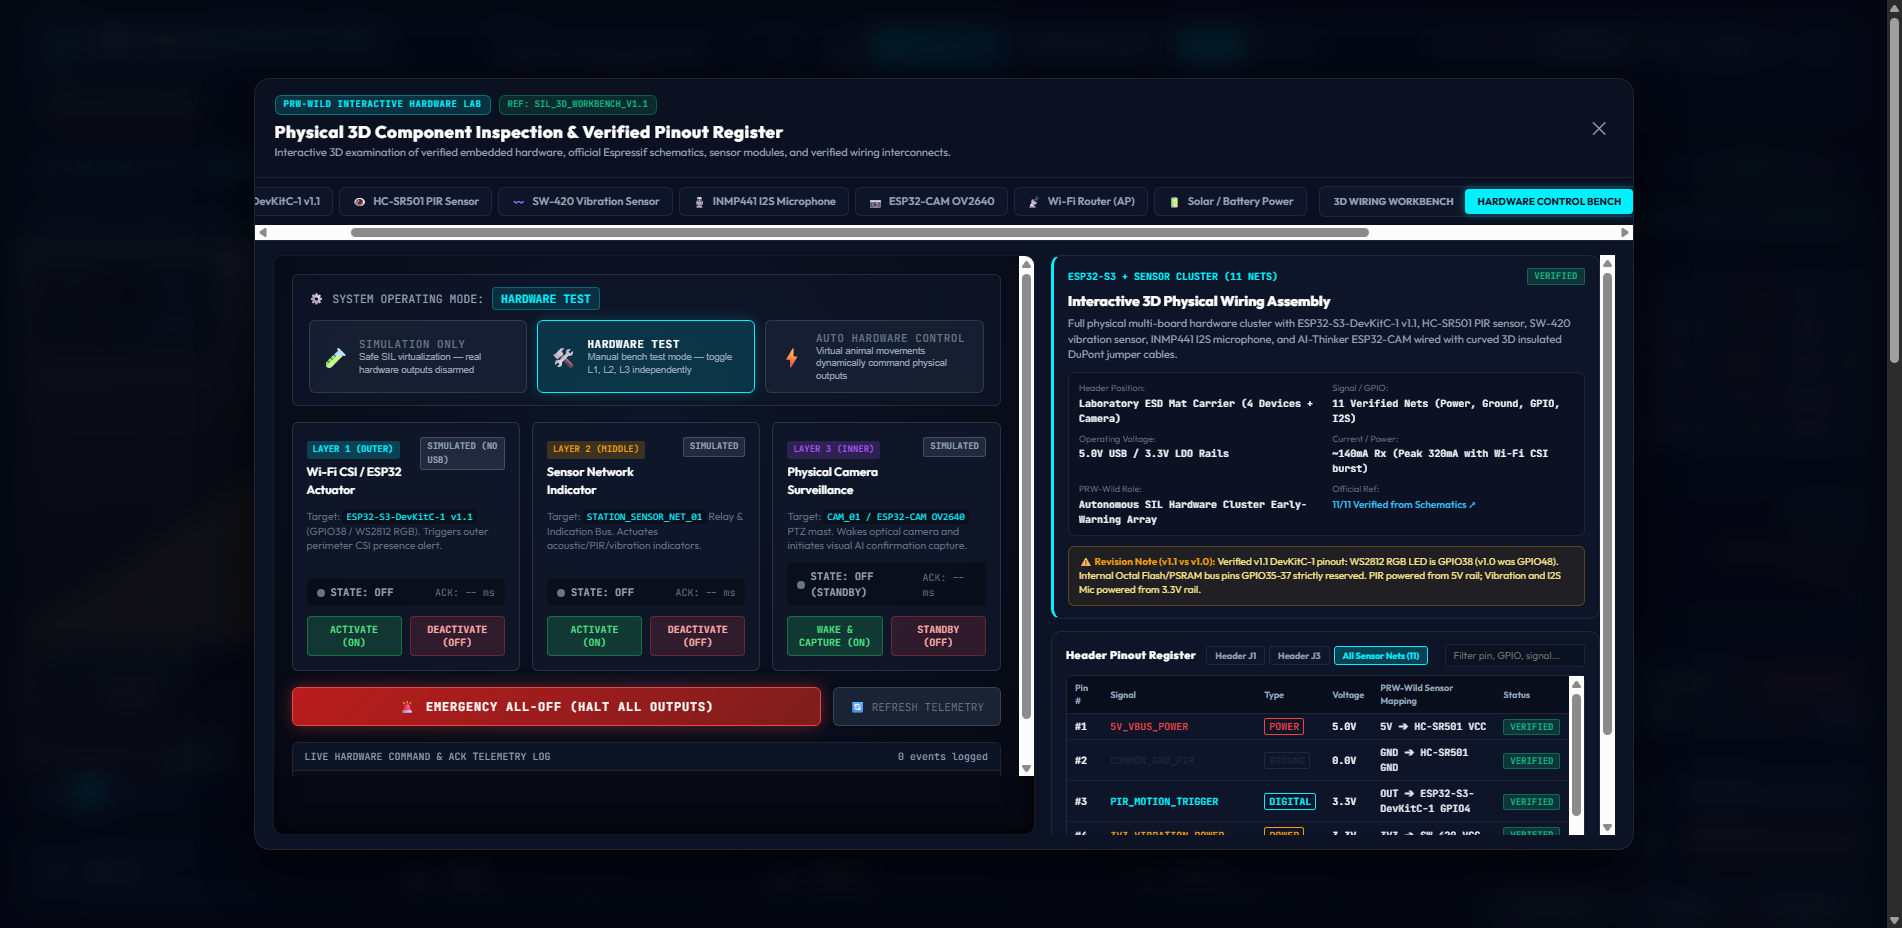 PRW-WILD INTERACTIVE HARDWARE LAB
REF: SIL_3D_WORKBENCH_V1.1
Physical 3D Component Inspection & Verified Pinout Register
Interactive 3D examination of verified embedded hardware, official Espressif schematics, sensor modules, and verified wiring interconnects.
DevKitC-1 v1.1
HC-SR501 PIR Sensor
SW-420 Vibration Sensor
INMP441 I2S Microphone
ESP32-CAM OV2640
Wi-Fi Router (AP)
Solar / Battery Power
3D WIRING WORKBENCH
HARDWARE CONTROL BENCH
SYSTEM OPERATING MODE: HARDWARE TEST
SIMULATION ONLY
Safe SIL virtualization — real
hardware outputs disarmed
HARDWARE TEST
Manual bench test mode — toggle
L1, L2, L3 independently
AUTO HARDWARE CONTROL
Virtual animal movements
dynamically command physical
outputs
LAYER 1 (OUTER)
SIMULATED (NO
USB)
Wi-Fi CSI / ESP32
Actuator
Target: ESP32-S3-DevKitC-1 v1.1
(GPIO38 / WS2812 RGB). Triggers outer
perimeter CSI presence alert.
STATE: OFF
ACK: -- ms
ACTIVATE
(ON)
DEACTIVATE
(OFF)
LAYER 2 (MIDDLE)
SIMULATED
Sensor Network
Indicator
Target: STATION_SENSOR_NET_01 Relay &
Indication Bus. Actuates
acoustic/PIR/vibration indicators.
STATE: OFF
ACK: -- ms
ACTIVATE
(ON)
DEACTIVATE
(OFF)
LAYER 3 (INNER)
SIMULATED
Physical Camera
Surveillance
Target: CAM_01 / ESP32-CAM OV2640
PTZ mast. Wakes optical camera and
initiates visual AI confirmation capture.
STATE: OFF
(STANDBY)
ACK: --
ms
WAKE &
CAPTURE (ON)
STANDBY
(OFF)
EMERGENCY ALL-OFF (HALT ALL OUTPUTS)
REFRESH TELEMETRY
LIVE HARDWARE COMMAND & ACK TELEMETRY LOG
0 events logged
ESP32-S3 + SENSOR CLUSTER (11 NETS)
VERIFIED
Interactive 3D Physical Wiring Assembly
Full physical multi-board hardware cluster with ESP32-S3-DevKitC-1 v1.1, HC-SR501 PIR sensor, SW-420
vibration sensor, INMP441 I2S microphone, and AI-Thinker ESP32-CAM wired with curved 3D insulated
DuPont jumper cables.
Header Position:
Laboratory ESD Mat Carrier (4 Devices +
Camera)
Signal / GPIO:
11 Verified Nets (Power, Ground, GPIO,
I2S)
Operating Voltage:
5.0V USB / 3.3V LDO Rails
Current / Power:
~140mA Rx (Peak 320mA with Wi-Fi CSI
burst)
PRW-Wild Role:
Autonomous SIL Hardware Cluster Early-
Warning Array
Official Ref:
11/11 Verified from Schematics ↗
⚠ Revision Note (v1.1 vs v1.0): Verified v1.1 DevKitC-1 pinout: WS2812 RGB LED is GPIO38 (v1.0 was GPIO48).
Internal Octal Flash/PSRAM bus pins GPIO35-37 strictly reserved. PIR powered from 5V rail; Vibration and I2S
Mic powered from 3.3V rail.
Header Pinout Register
Header J1
Header J3
All Sensor Nets (11)
Filter pin, GPIO, signal...
Pin
#
Signal
Type
Voltage
PRW-Wild Sensor
Mapping
Status
#1
5V_VBUS_POWER
POWER
5.0V
5V ➔ HC-SR501 VCC
VERIFIED
#2
COMMON_GND_PIR
GROUND
0.0V
GND ➔ HC-SR501
GND
VERIFIED
#3
PIR_MOTION_TRIGGER
DIGITAL
3.3V
OUT ➔ ESP32-S3-
DevKitC-1 GPIO4
VERIFIED
#4
3V3_VIBRATION_POWER
POWER
3.3V
3V3 ➔ SW-420 VCC
VERIFIED